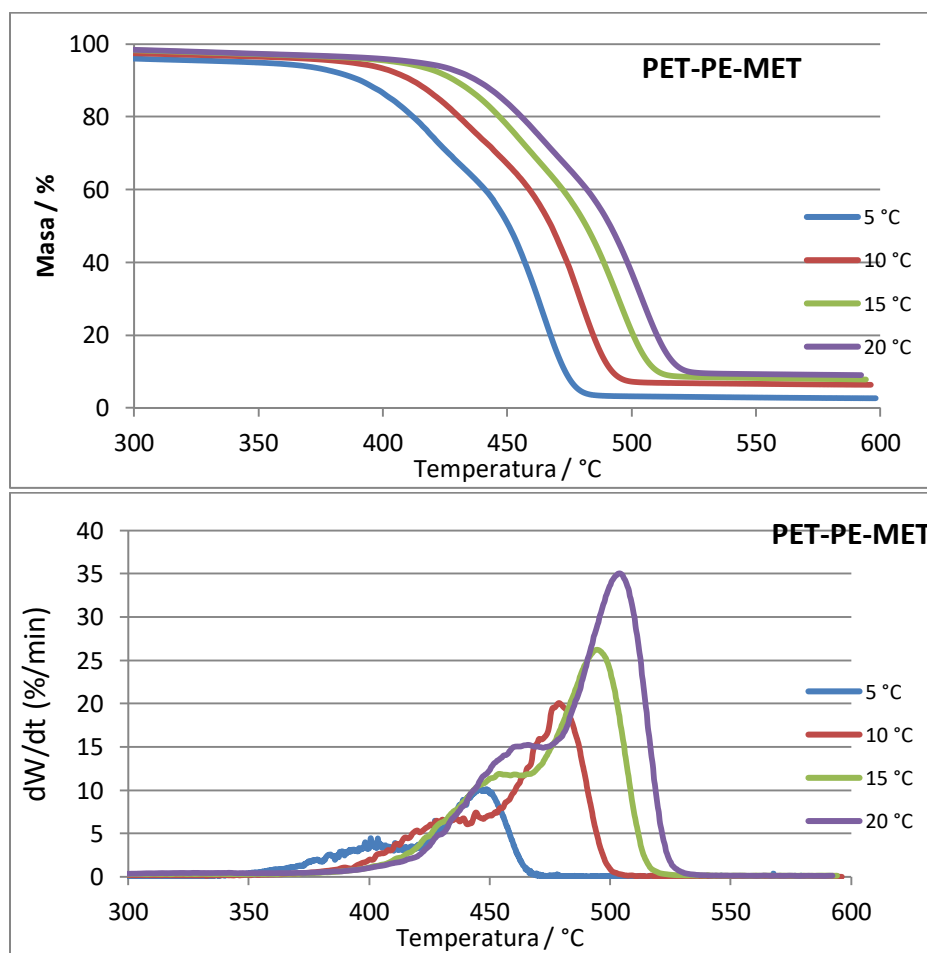 PET-PE-MET
100
80
60
40
20
0
Masa / %
300 350 400 450 500 550 600
Temperatura / °C
5 °C
10 °C
15 °C
20 °C
PET-PE-MET
40
35
30
25
20
15
10
5
0
dW/dt (%/min)
300 350 400 450 500 550 600
Temperatura / °C
5 °C
10 °C
15 °C
20 °C